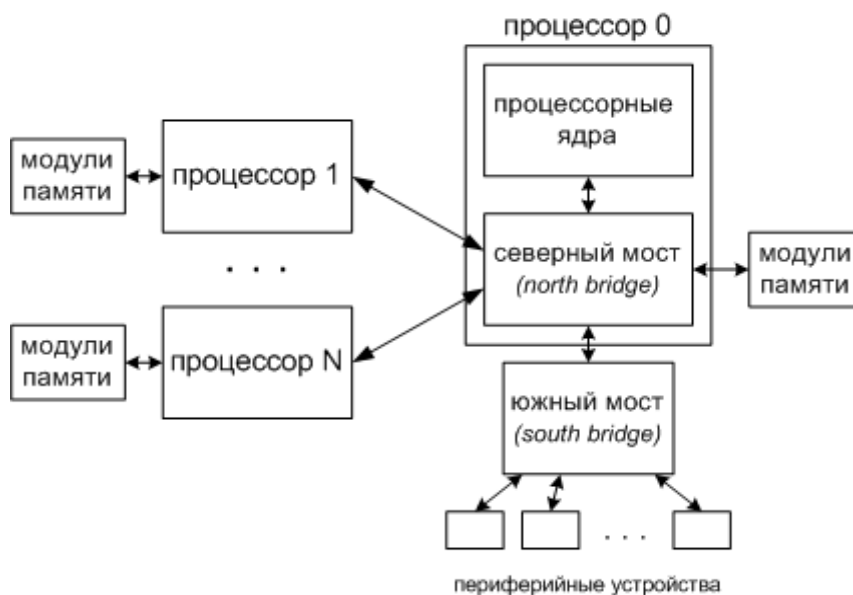 процессор 0
процессорные
ядра
модули
памяти
процессор 1
северный мост
(north bridge)
модули
памяти
. . .
модули
памяти
процессор N
южный мост
(south bridge)
. . .
периферийные устройства